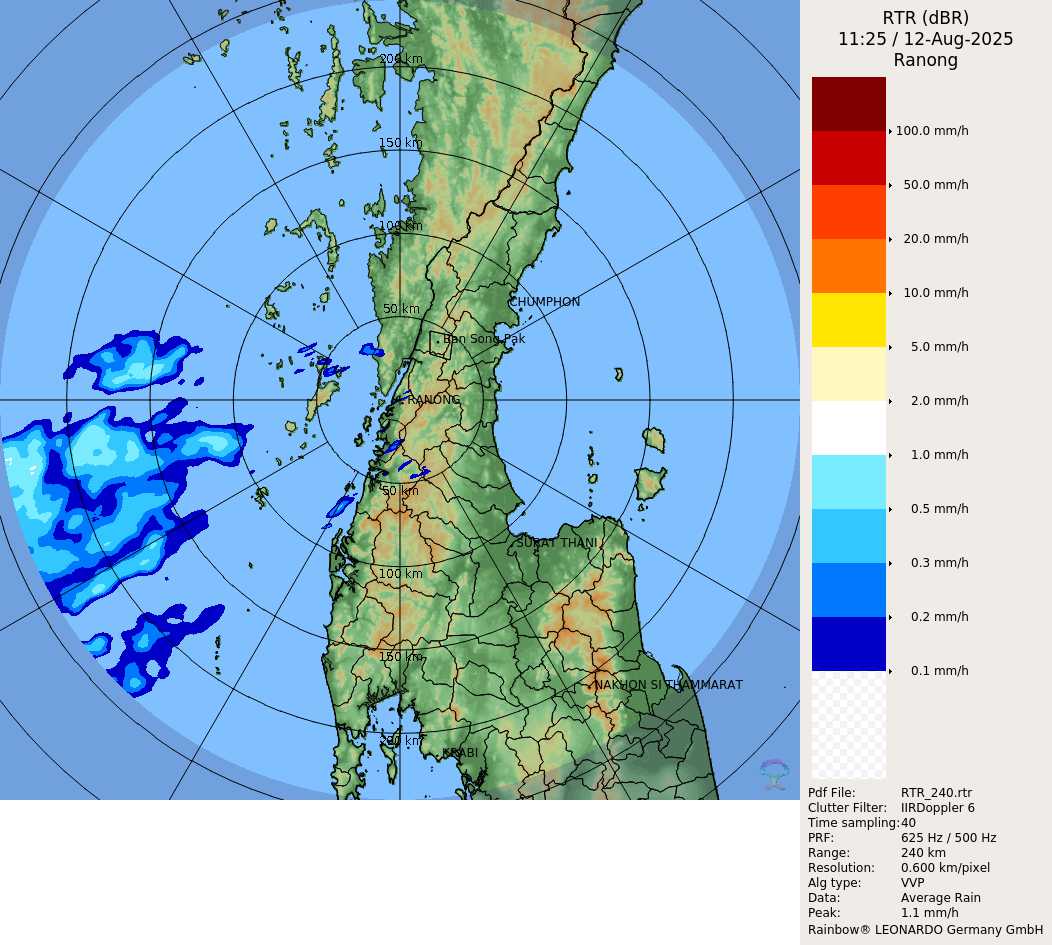 RTR (dBR)
11:25 / 12-Aug-2025
Ranong
200 km
150 km
100 km
50 km
CHUMPHON
Ban Song Pak
RANONG
50 km
SURAT THANI
100 km
150 km
NAKHON SI THAMMARAT
200 km
KRABI
100.0 mm/h
50.0 mm/h
20.0 mm/h
10.0 mm/h
5.0 mm/h
2.0 mm/h
1.0 mm/h
0.5 mm/h
0.3 mm/h
0.2 mm/h
0.1 mm/h
Pdf File: RTR_240.rtr
Clutter Filter: IIRDoppler 6
Time sampling: 40
PRF: 625 Hz / 500 Hz
Range: 240 km
Resolution: 0.600 km/pixel
Alg type: VVP
Data: Average Rain
Peak: 1.1 mm/h
Rainbow® LEONARDO Germany GmbH